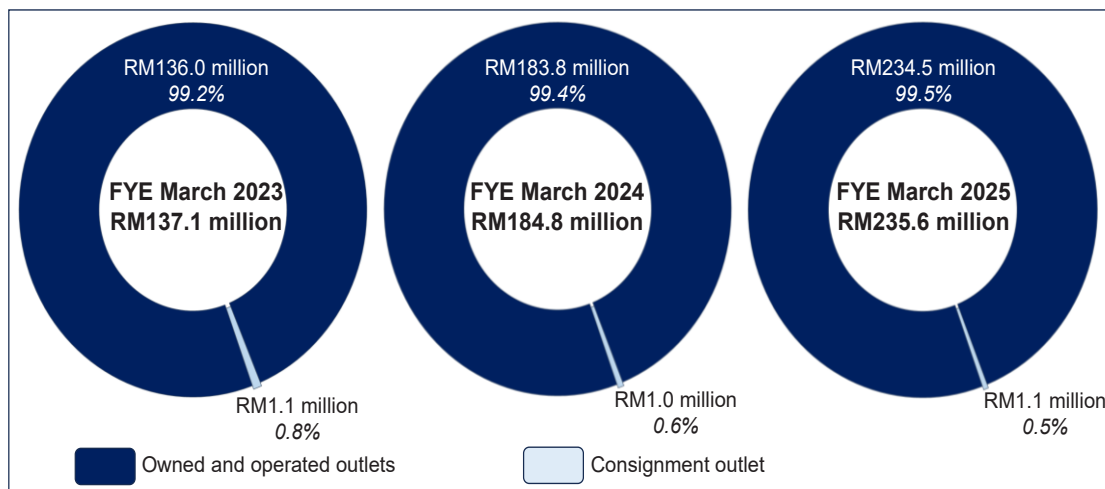 RM136.0 million
99.2%
FYE March 2023
RM137.1 million
RM1.1 million
0.8%
RM183.8 million
99.4%
FYE March 2024
RM184.8 million
RM1.0 million
0.6%
RM234.5 million
99.5%
FYE March 2025
RM235.6 million
RM1.1 million
0.5%
Owned and operated outlets
Consignment outlet